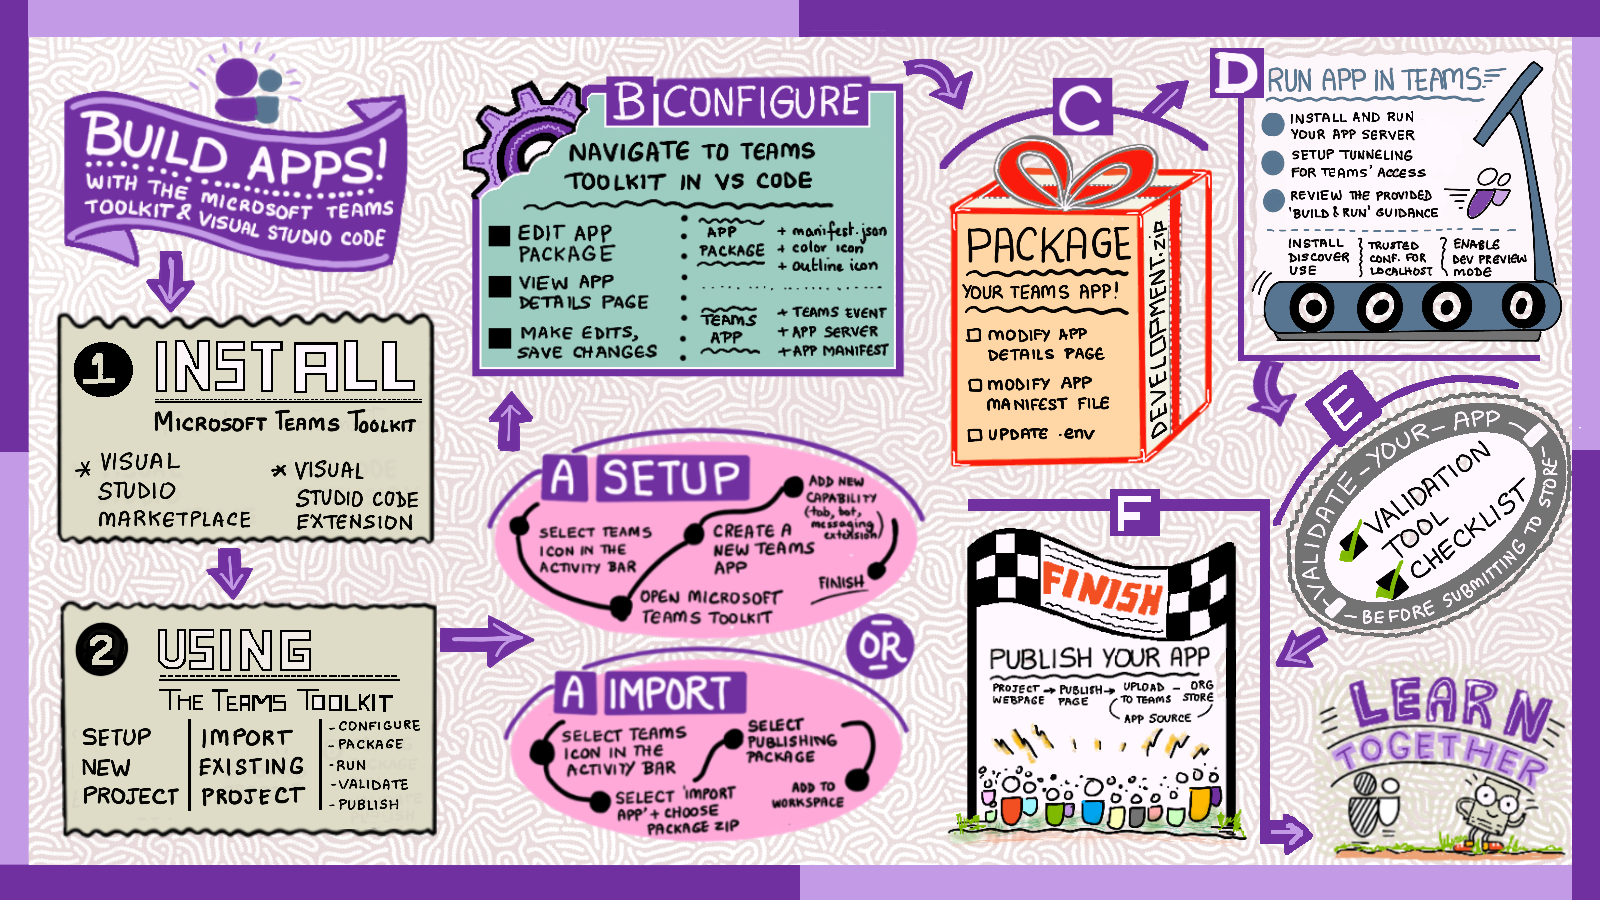 BUILD APPS!
WITH THE MICROSOFT TEAMS
TOOLKIT & VISUAL STUDIO CODE
1
INSTALL
MICROSOFT TEAMS TOOLKIT
* VISUAL
STUDIO
MARKETPLACE
* VISUAL
STUDIO CODE
EXTENSION
2
USING
THE TEAMS TOOLKIT
SETUP
NEW
PROJECT
IMPORT
EXISTING
PROJECT
- CONFIGURE
- PACKAGE
- RUN
- VALIDATE
- PUBLISH
A SETUP
SELECT TEAMS
ICON IN THE
ACTIVITY BAR
OPEN MICROSOFT
TEAMS TOOLKIT
CREATE A
NEW TEAMS
APP
ADD NEW
CAPABILITY
(tab, bot,
messaging
extension)
FINISH
OR
A IMPORT
SELECT TEAMS
ICON IN THE
ACTIVITY BAR
SELECT 'IMPORT
APP' + CHOOSE
PACKAGE ZIP
SELECT
PUBLISHING
PACKAGE
ADD TO
WORKSPACE
B CONFIGURE
NAVIGATE TO TEAMS
TOOLKIT IN VS CODE
EDIT APP
PACKAGE
VIEW APP
DETAILS PAGE
MAKE EDITS,
SAVE CHANGES
APP
PACKAGE
+ manifest.json
+ color icon
+ outline icon
TEAMS
APP
+ TEAMS EVENT
+ APP SERVER
+ APP MANIFEST
C
PACKAGE
YOUR TEAMS APP!
MODIFY APP
DETAILS PAGE
MODIFY APP
MANIFEST FILE
UPDATE .env
DEVELOPMENT.zip
D
RUN APP IN TEAMS
INSTALL AND RUN
YOUR APP SERVER
SETUP TUNNELING
FOR TEAMS' ACCESS
REVIEW THE PROVIDED
'BUILD & RUN' GUIDANCE
INSTALL
DISCOVER
USE
TRUSTED
CONF. FOR
LOCALHOST
ENABLE
DEV PREVIEW
MODE
E
VALIDATE-YOUR-APP
VALIDATION
TOOL
CHECKLIST
-BEFORE SUBMITTING TO STORE-
F
FINISH
PUBLISH YOUR APP
PROJECT
WEBPAGE
→ PUBLISH
PAGE
→ UPLOAD
TO TEAMS
- ORG
STORE
APP SOURCE
LEARN
TOGETHER